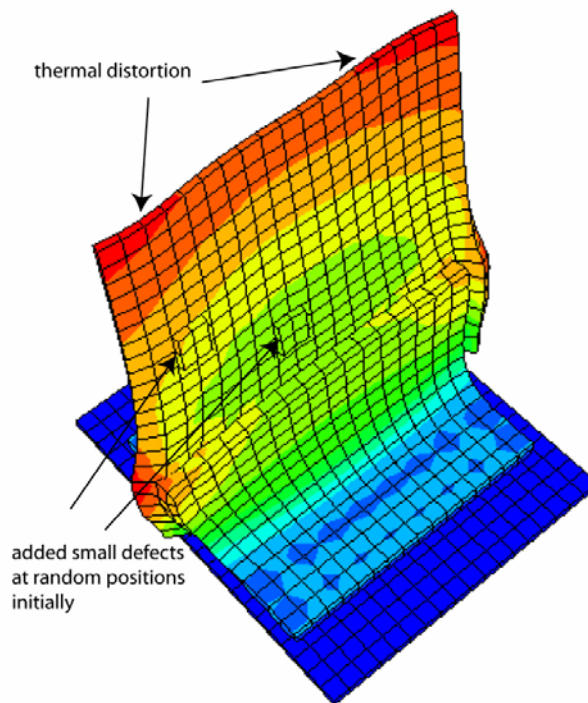 thermal distortion
added small defects
at random positions
initially